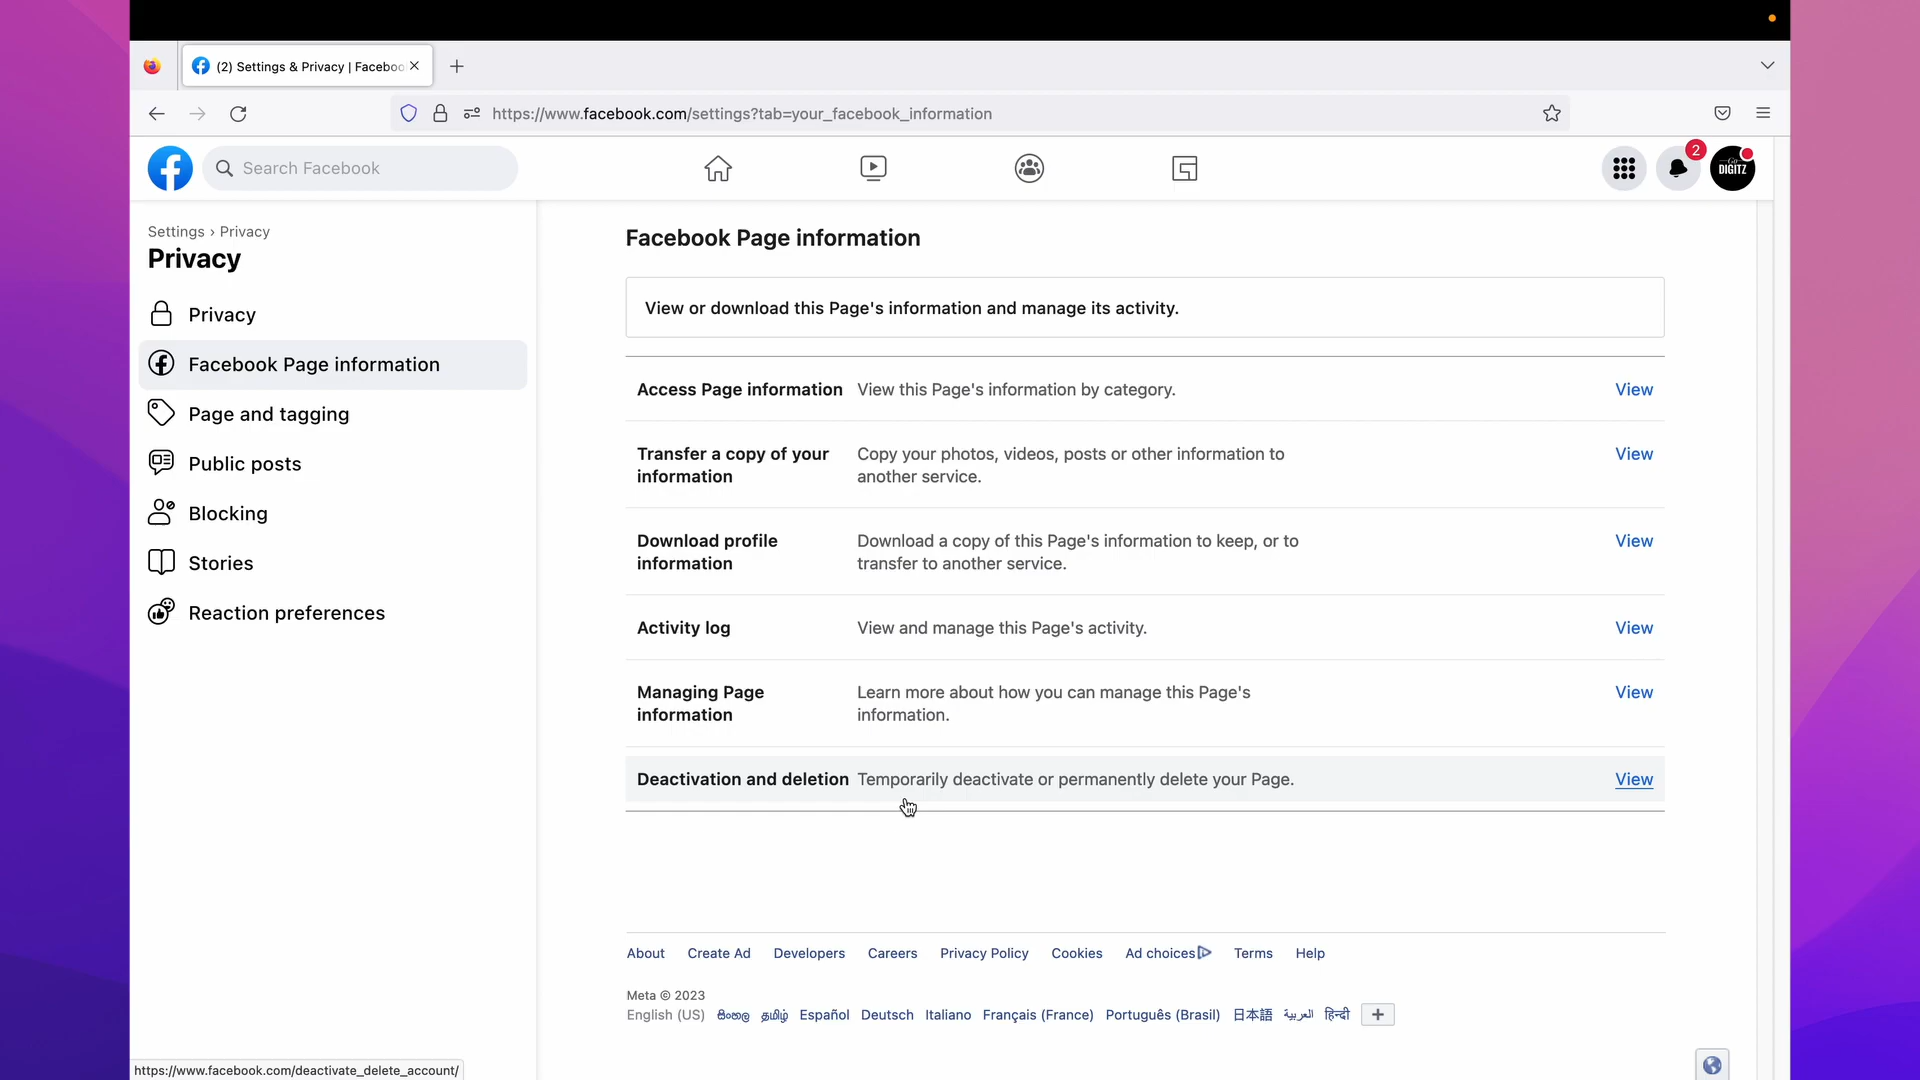 (2) Settings & Privacy | Faceboo
https://www.facebook.com/settings?tab=your_facebook_information
Search Facebook
2
Go
DIGITZ
Settings › Privacy
Privacy
Privacy
Facebook Page information
Page and tagging
Public posts
Blocking
Stories
Reaction preferences
Facebook Page information
View or download this Page's information and manage its activity.
Access Page information View this Page's information by category. View
Transfer a copy of your Copy your photos, videos, posts or other information to View
information another service.
Download profile Download a copy of this Page's information to keep, or to View
information transfer to another service.
Activity log View and manage this Page's activity. View
Managing Page Learn more about how you can manage this Page's View
information information.
Deactivation and deletion Temporarily deactivate or permanently delete your Page. View
About Create Ad Developers Careers Privacy Policy Cookies Ad choices Terms Help
Meta © 2023
English (US) සිංහල தமிழ் Español Deutsch Italiano Français (France) Português (Brasil) 日本語 العربية हिन्दी
https://www.facebook.com/deactivate_delete_account/